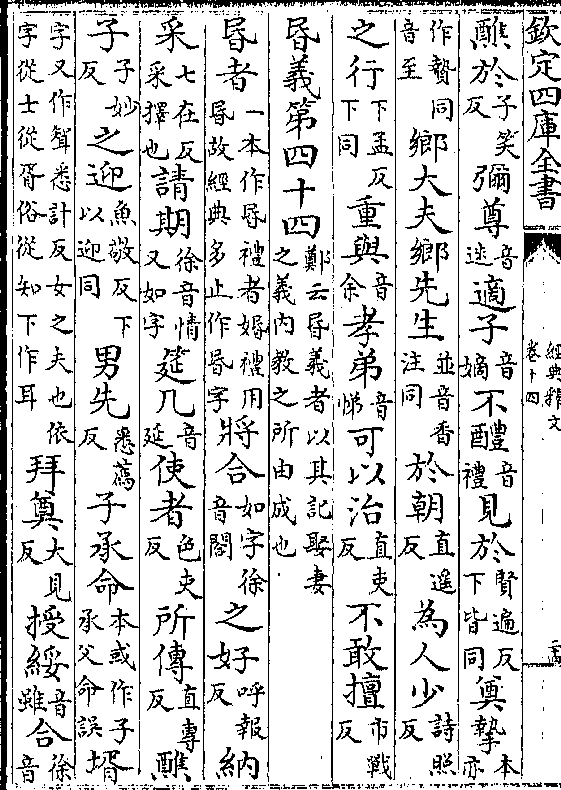 欽定四庫全書
經典釋文
卷十四
醮於子笑反彌尊音迷適子音嫡不醴音禮見於賢遍反下皆同奠摯本亦
作贄同音至鄉大夫鄉先生並音香注同於朝直遥反為人少詩照反
之行下孟反下同重與音余孝弟音悌可以治直吏反不敢擅市戰反
昏義第四十四鄭云昏義者以其記娶妻之義内教之所由成也
昏者一本作昏禮者婚禮用昏故經典多止作昏字將合如字徐音閤之好呼報反納
采七在反采擇也請期徐音情又如字筵几音延使者色吏反所傳直專反醮
子子妙反之迎魚敬反下以迎同男先悉薦反子承命本或作子承父命誤壻
字又作聟悉計反女之夫也依字從士從胥俗從知下作耳拜奠大見反授綏音雖合徐音